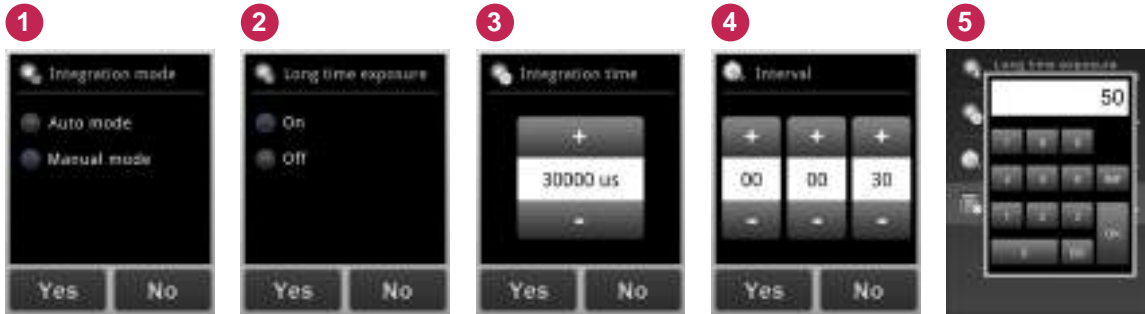 1
Integration mode
Auto mode
Manual mode
Yes No
2
Long time exposure
On
Off
Yes No
3
Integration time
+
30000 us
-
Yes No
4
Interval
+ + +
00 00 30
- - -
Yes No
5
Long time exposure
50